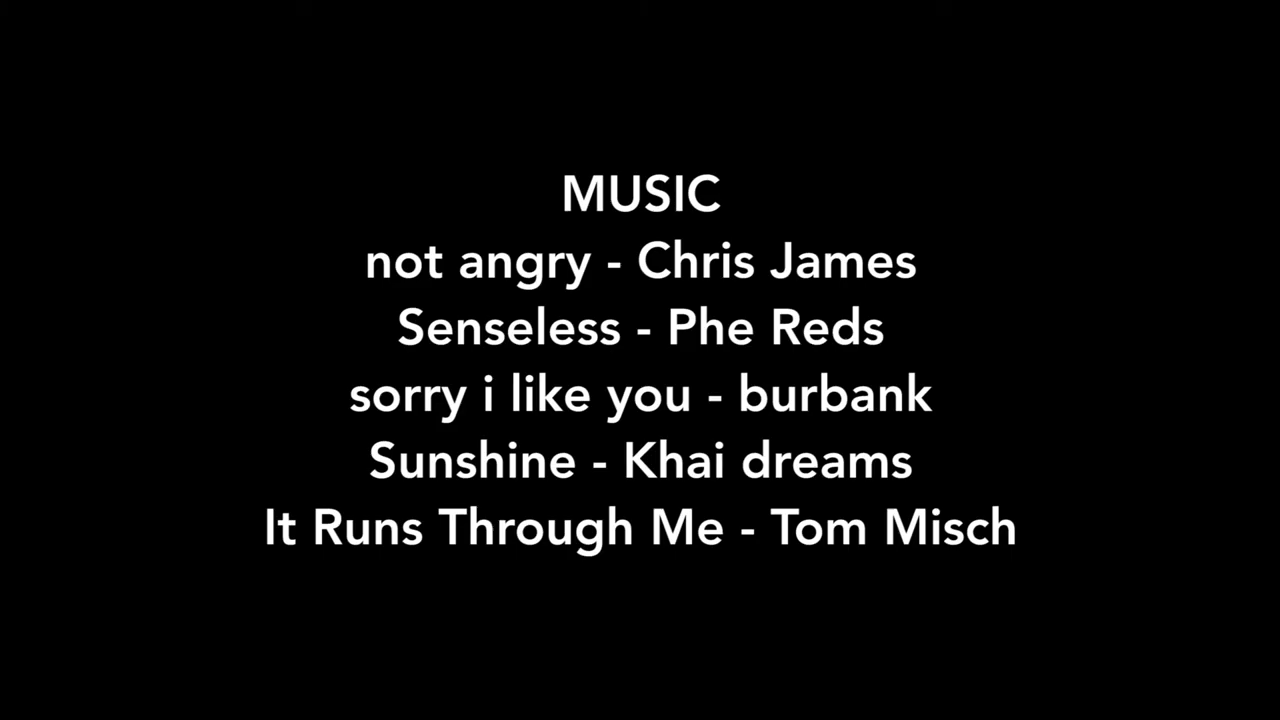 MUSIC
not angry - Chris James
Senseless - Phe Reds
sorry i like you - burbank
Sunshine - Khai dreams
It Runs Through Me - Tom Misch